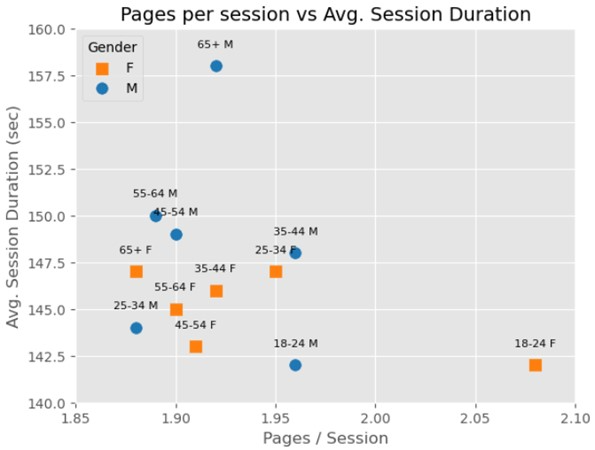 Pages per session vs Avg. Session Duration
160.0
157.5
155.0
152.5
150.0
147.5
145.0
142.5
140.0
Avg. Session Duration (sec)
Gender
F
M
65+ M
55-64 M
45-54 M
35-44 M
65+ F
25-34 F
35-44 F
55-64 F
25-34 M
45-54 F
18-24 M
18-24 F
1.85 1.90 1.95 2.00 2.05 2.10
Pages / Session